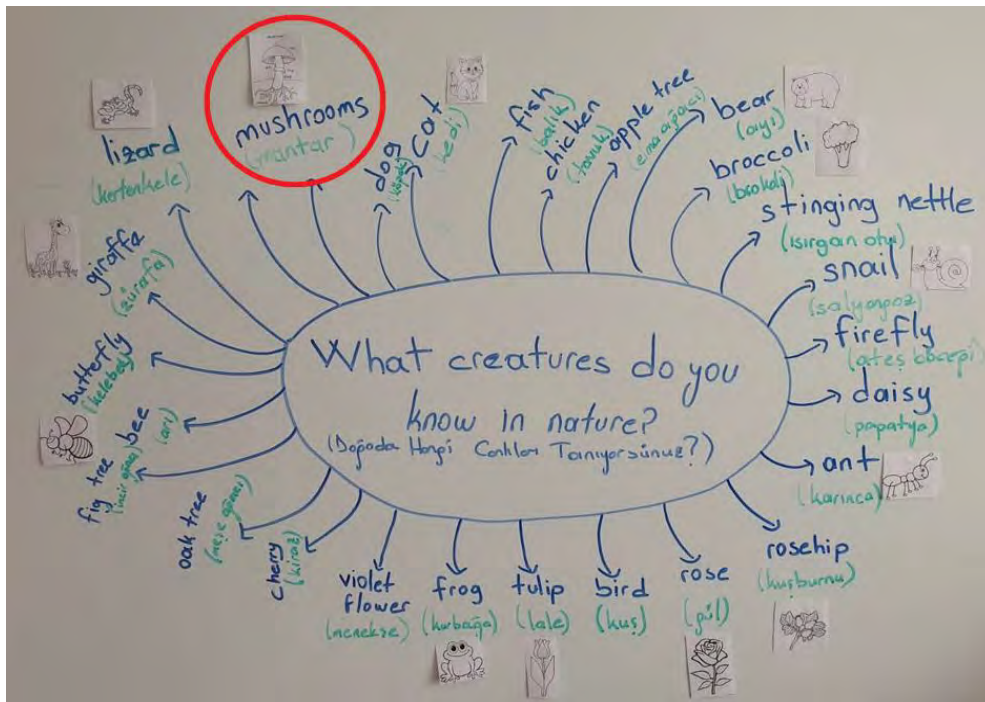 What creatures do you
know in nature?
(Doğada Hangi Canlıları Tanıyorsunuz?)
mushrooms
(mantar)
dog
(köpek)
cat
(kedi)
fish
(balık)
chicken
(tavuk)
apple tree
(elma ağacı)
bear
(ayı)
broccoli
(brokoli)
stinging nettle
(ısırgan otu)
snail
(salyangoz)
firefly
(ateş böceği)
daisy
(papatya)
ant
(karınca)
rosehip
(kuşburnu)
rose
(gül)
bird
(kuş)
tulip
(lale)
frog
(kurbağa)
violet
flower
(menekşe)
cherry
(kiraz)
oak tree
(meşe ağacı)
fig tree
(incir ağacı)
bee
(arı)
butterfly
(kelebek)
giraffe
(zürafa)
lizard
(kertenkele)